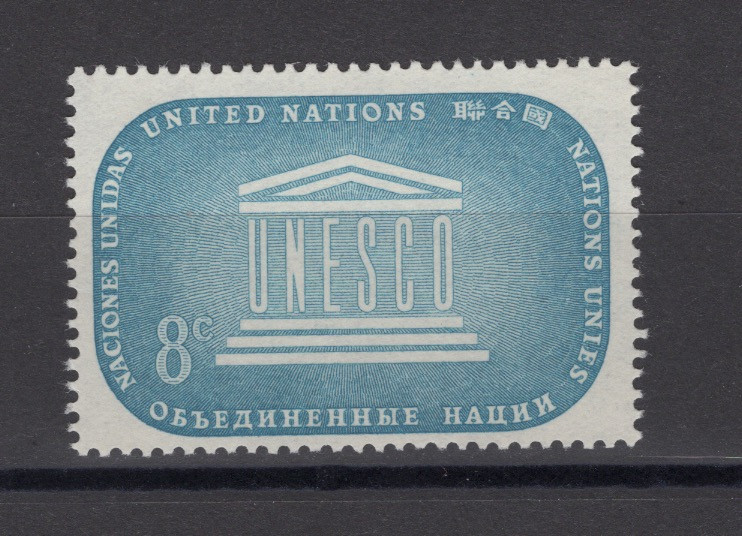 UNITED NATIONS 聯合國
NATIONS UNIES
NACIONES UNIDAS
UNESCO
8c
ОБЪЕДИНЕННЫЕ НАЦИИ